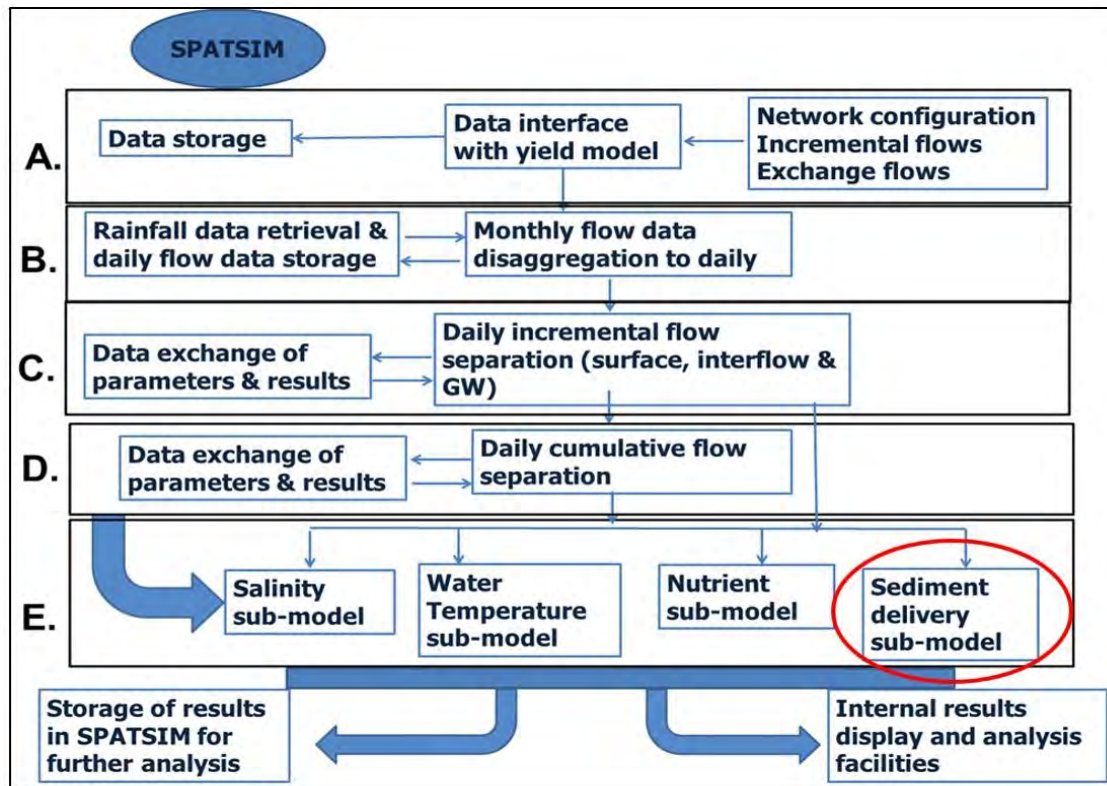 SPATSIM
A.
Data storage
Data interface
with yield model
Network configuration
Incremental flows
Exchange flows
B.
Rainfall data retrieval &
daily flow data storage
Monthly flow data
disaggregation to daily
C.
Data exchange of
parameters & results
Daily incremental flow
separation (surface, interflow &
GW)
D.
Data exchange of
parameters & results
Daily cumulative flow
separation
E.
Salinity
sub-model
Water
Temperature
sub-model
Nutrient
sub-model
Sediment
delivery
sub-model
Storage of results
in SPATSIM for
further analysis
Internal results
display and analysis
facilities